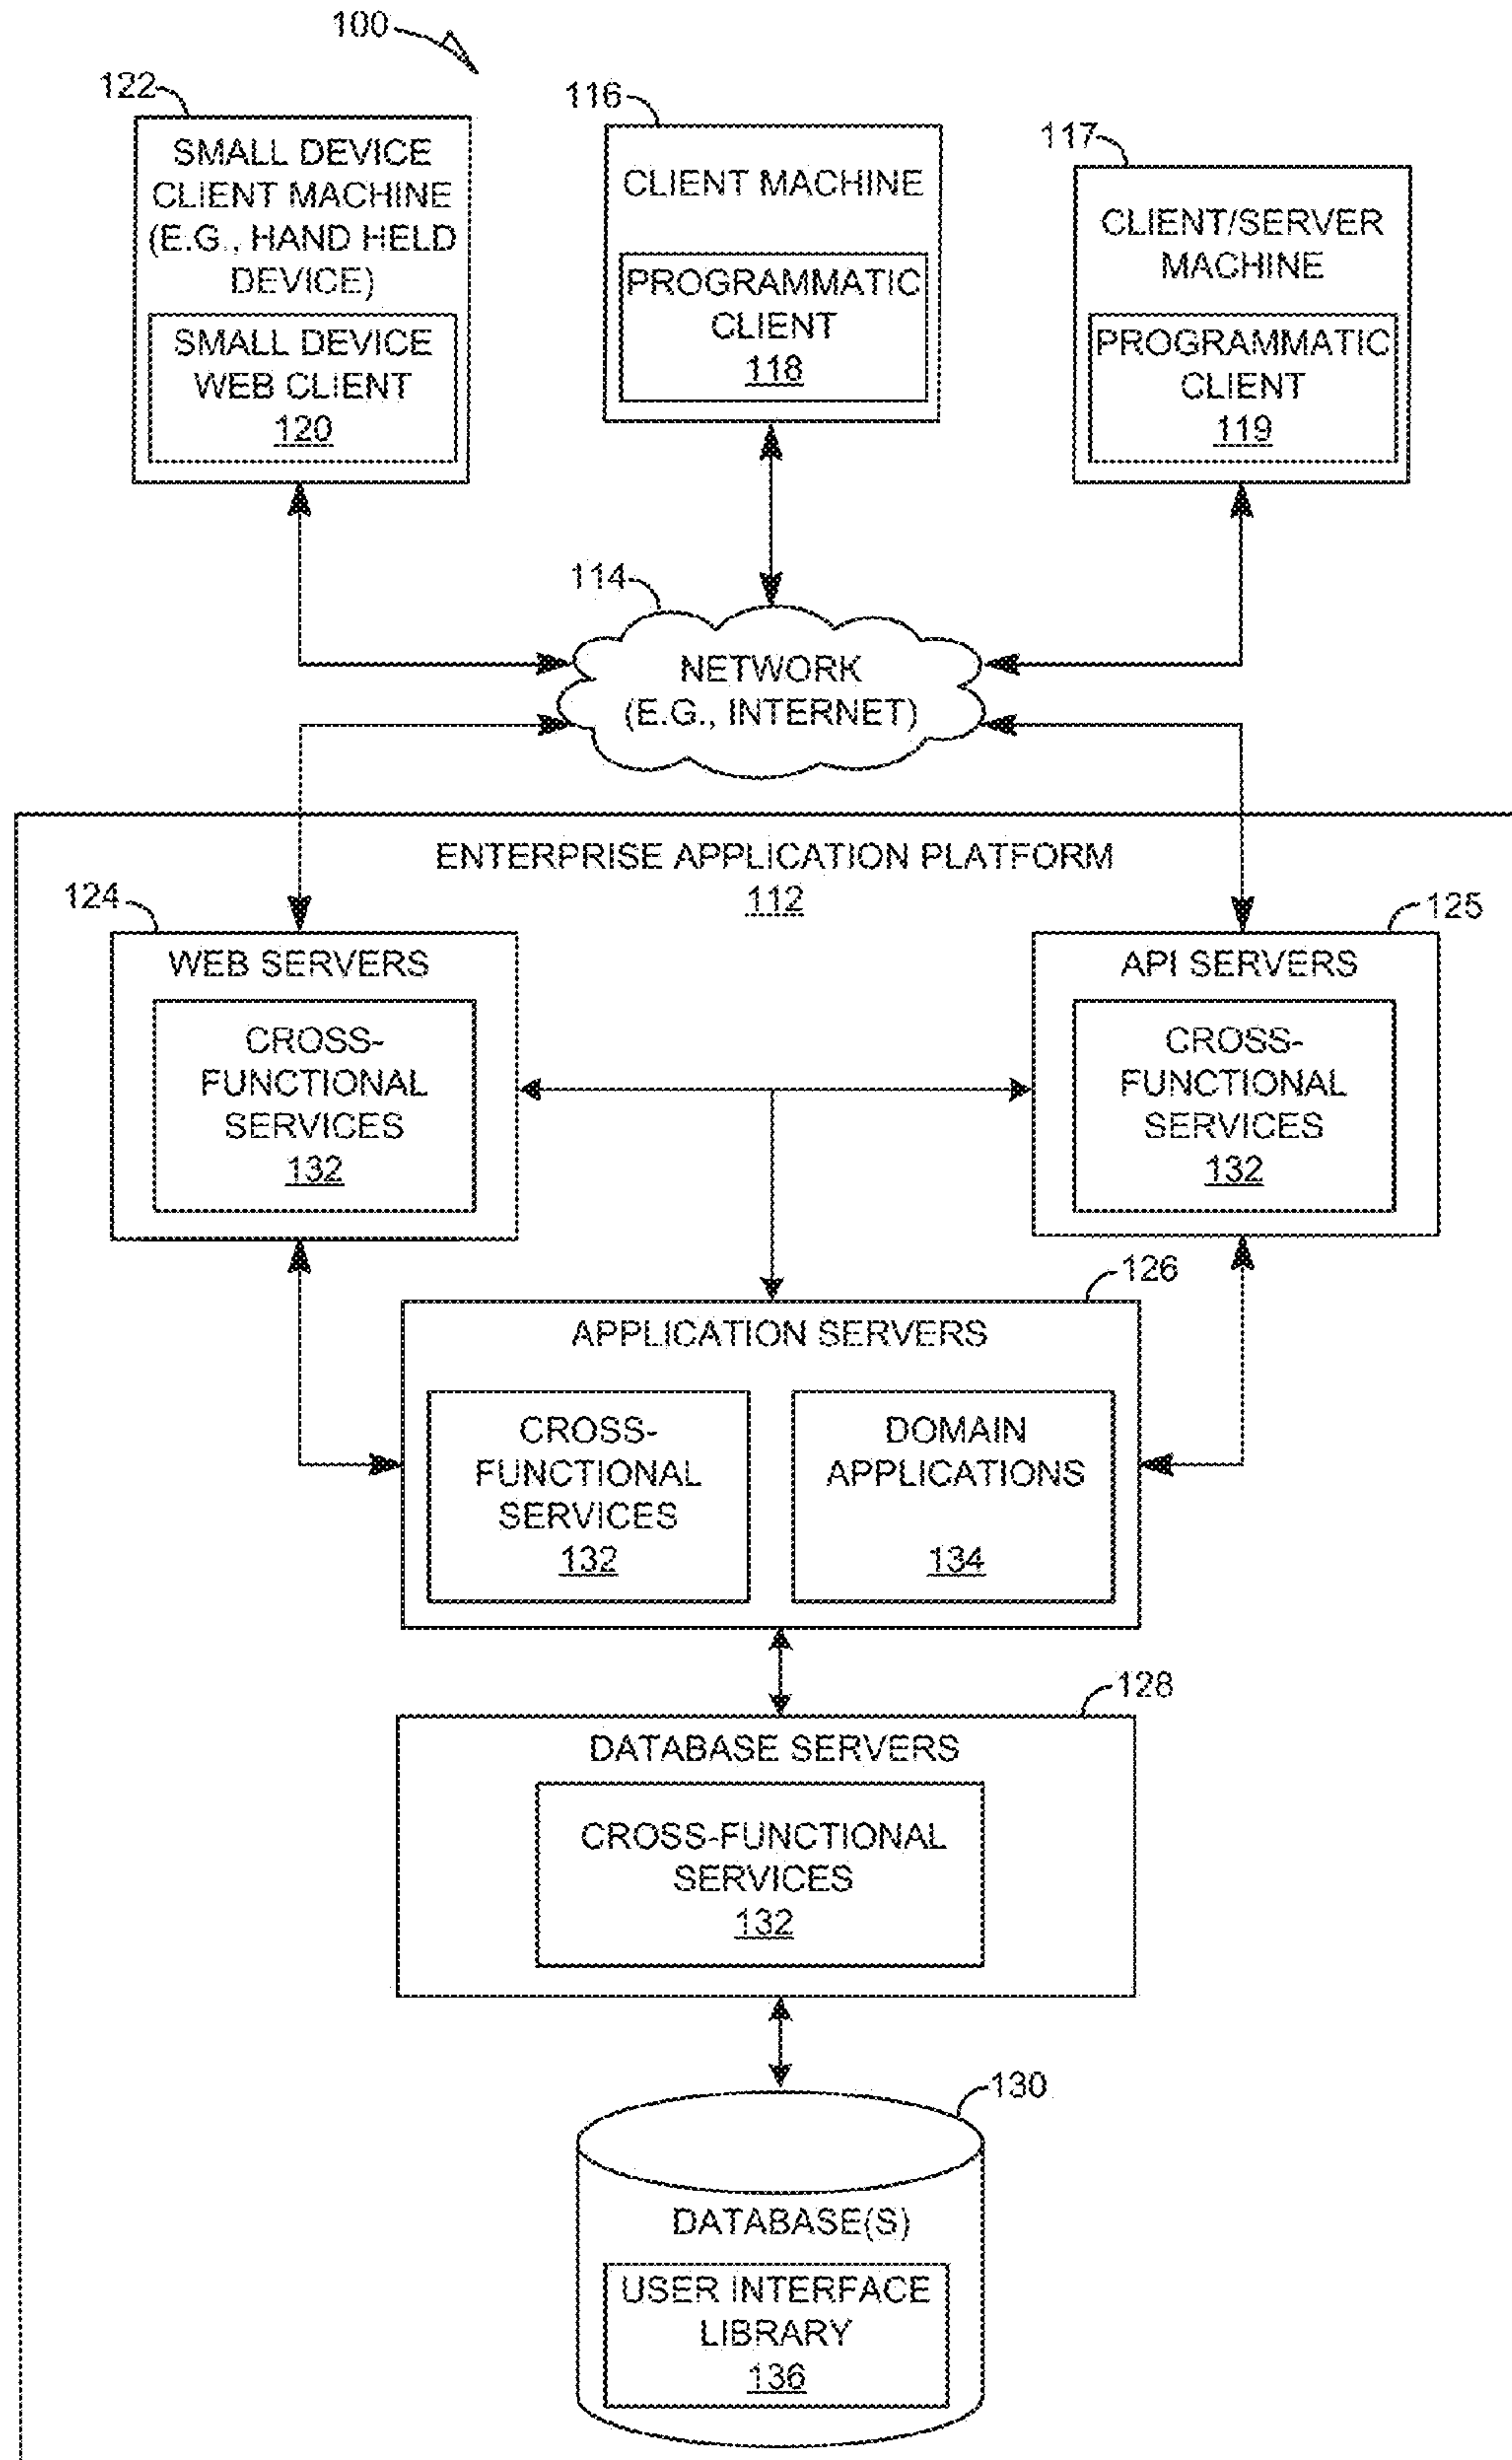 100
122
SMALL DEVICE
CLIENT MACHINE
(E.G., HAND HELD
DEVICE)
SMALL DEVICE
WEB CLIENT
120
116
CLIENT MACHINE
PROGRAMMATIC
CLIENT
118
117
CLIENT/SERVER
MACHINE
PROGRAMMATIC
CLIENT
119
114
NETWORK
(E.G., INTERNET)
ENTERPRISE APPLICATION PLATFORM
112
124
WEB SERVERS
CROSS-
FUNCTIONAL
SERVICES
132
125
API SERVERS
CROSS-
FUNCTIONAL
SERVICES
132
126
APPLICATION SERVERS
CROSS-
FUNCTIONAL
SERVICES
132
DOMAIN
APPLICATIONS
134
128
DATABASE SERVERS
CROSS-FUNCTIONAL
SERVICES
132
130
DATABASE(S)
USER INTERFACE
LIBRARY
136